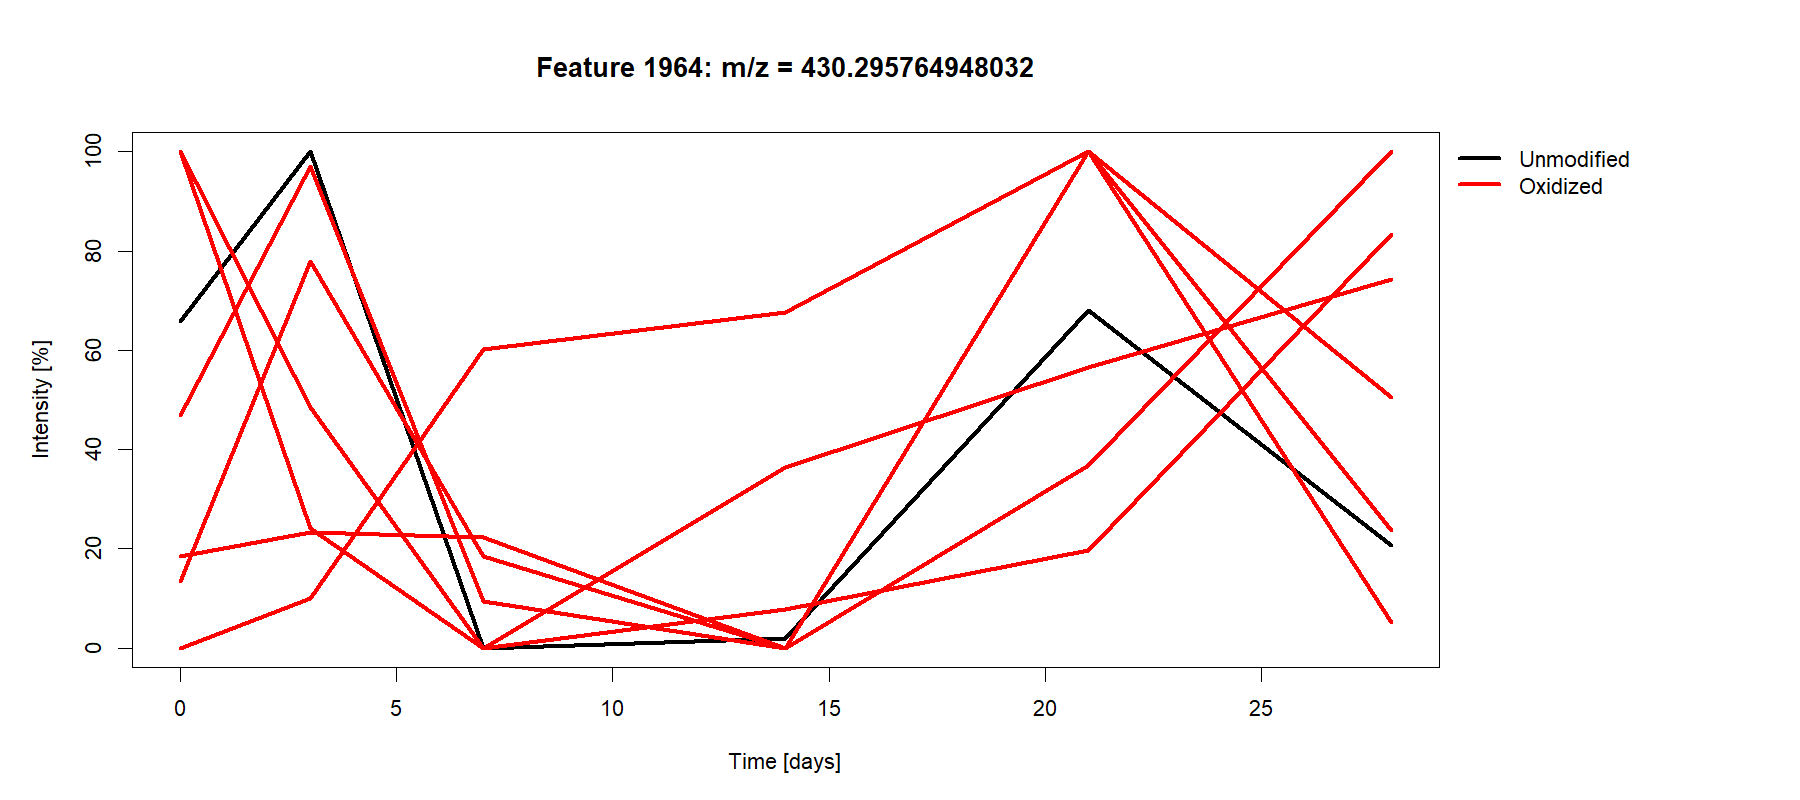 Feature 1964: m/z = 430.295764948032
Unmodified
Oxidized
Intensity [%]
100
80
60
40
20
0
0 5 10 15 20 25
Time [days]